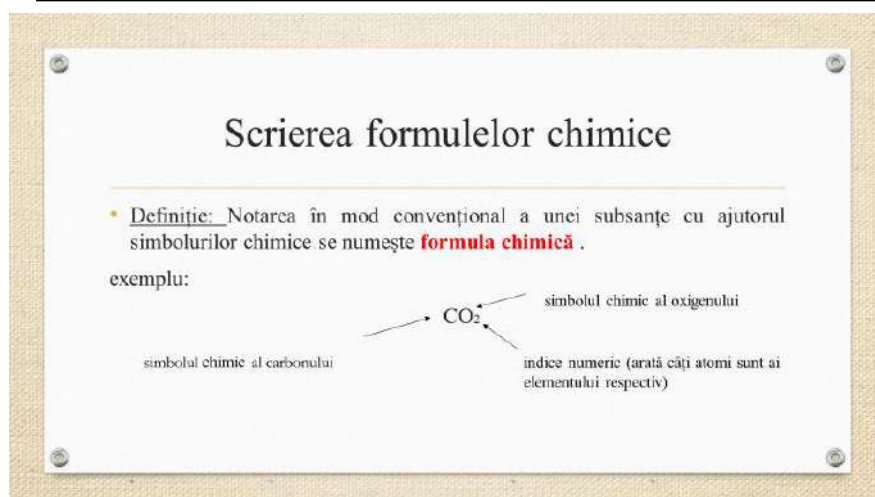 Scrierea formulelor chimice
• Definiție: Notarea în mod convențional a unei subsanțe cu ajutorul
simbolurilor chimice se numește formula chimică .
exemplu:
simbolul chimic al oxigenului
CO₂
simbolul chimic al carbonului
indice numeric (arată câți atomi sunt ai
elementului respectiv)